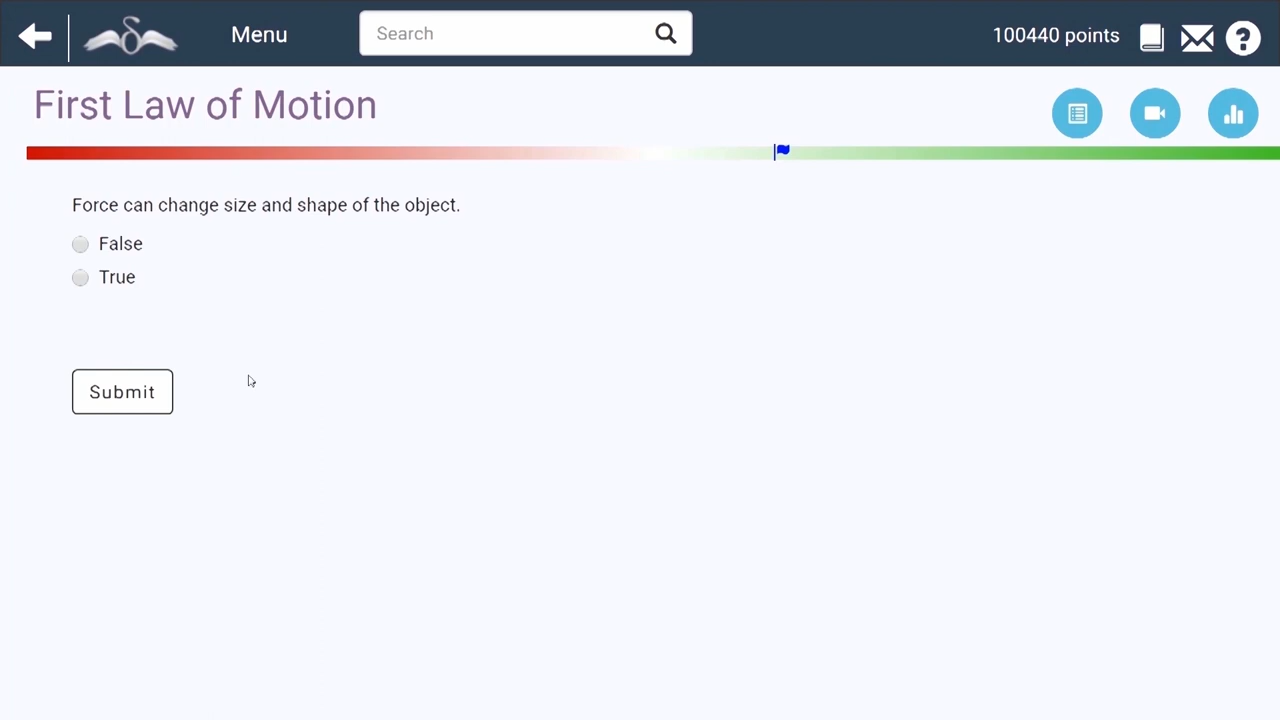 Menu
Search
100440 points
?
First Law of Motion
Force can change size and shape of the object.
False
True
Submit